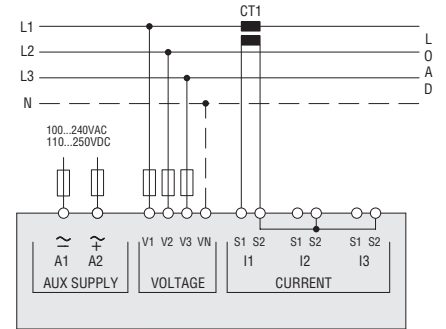 CT1
L1
L2
L3
N
L
O
A
D
100...240VAC
110...250VDC
V1 V2 V3 VN S1 S2 S1 S2 S1 S2
A1 A2 I1 I2 I3
AUX SUPPLY VOLTAGE CURRENT